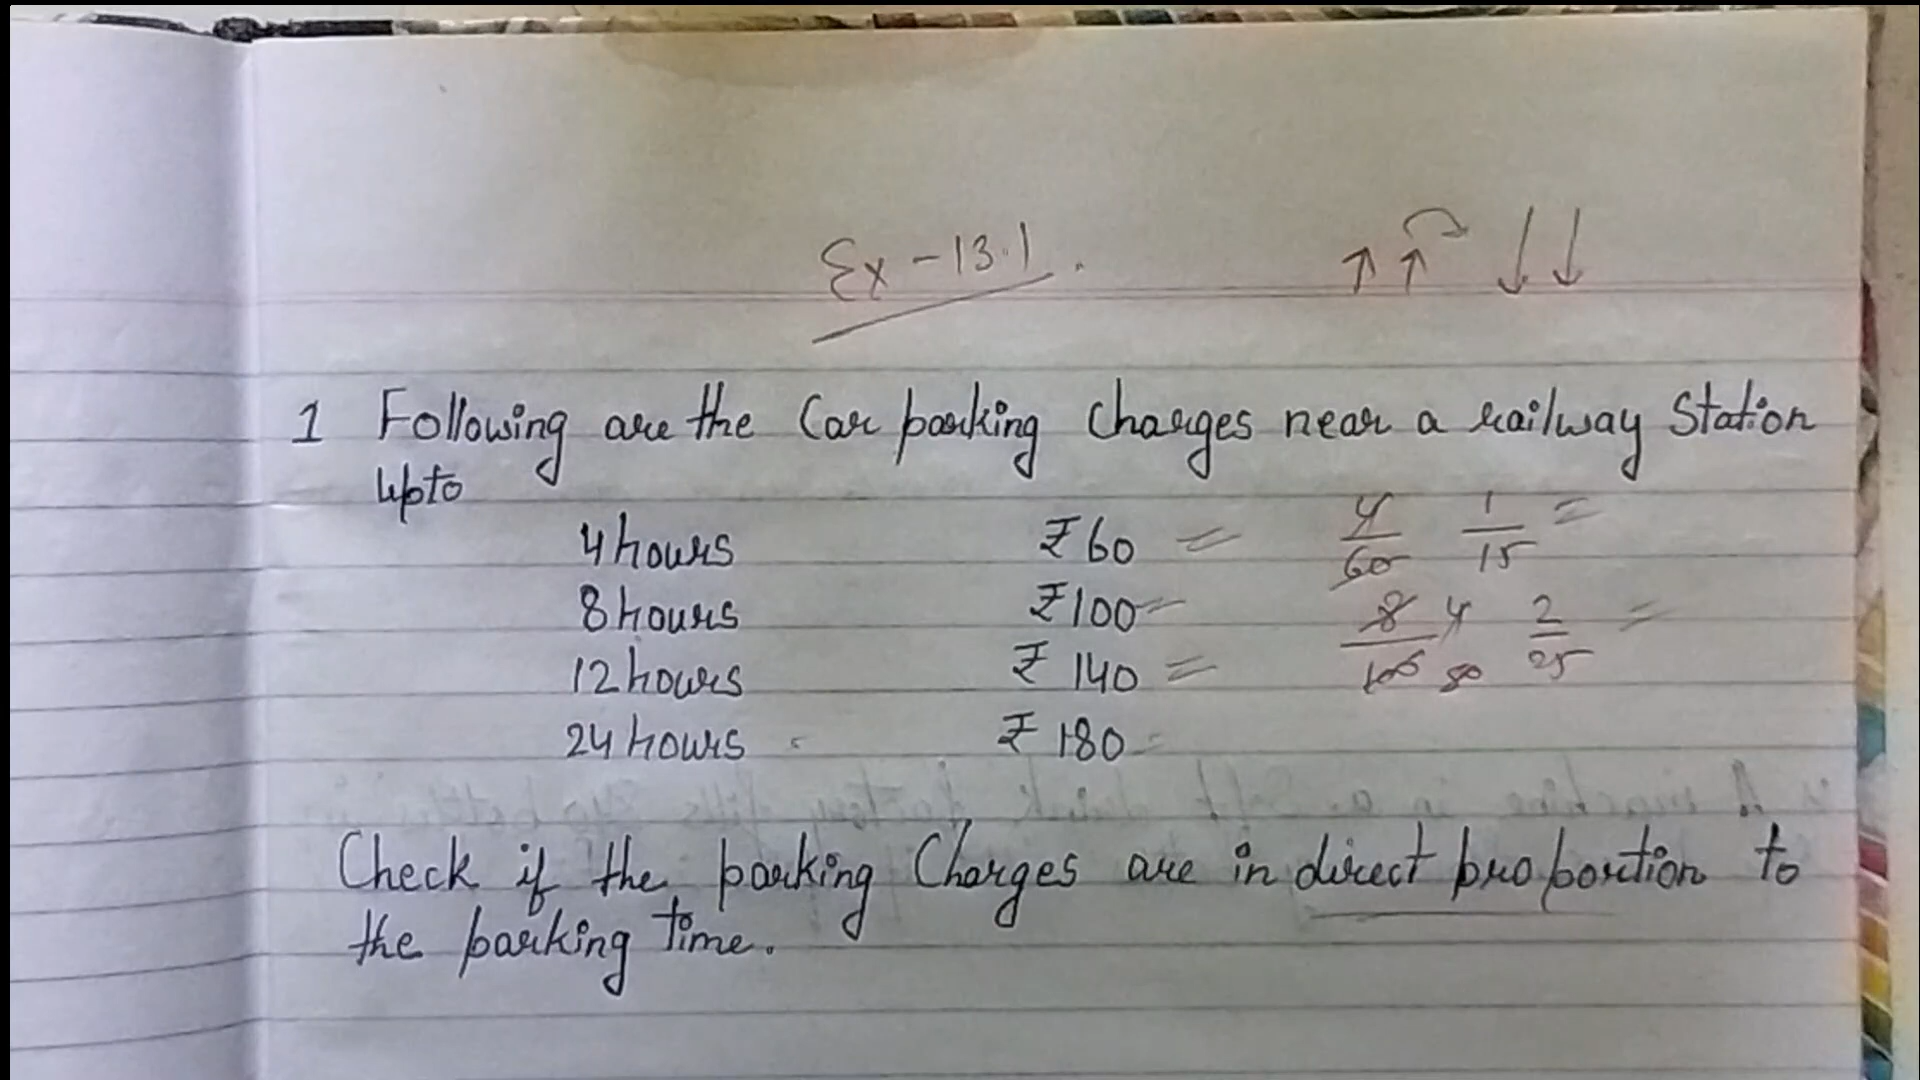 Ex - 13.1
↑ ↑ ↓ ↓
1 Following are the Car parking Charges near a railway Station
upto
4 hours ₹ 60 = 4/60 1/15 =
8 hours ₹ 100 = 8/100 4/50 2/25 =
12 hours ₹ 140 =
24 hours ₹ 180
Check if the parking Charges are in direct proportion to
the parking time.